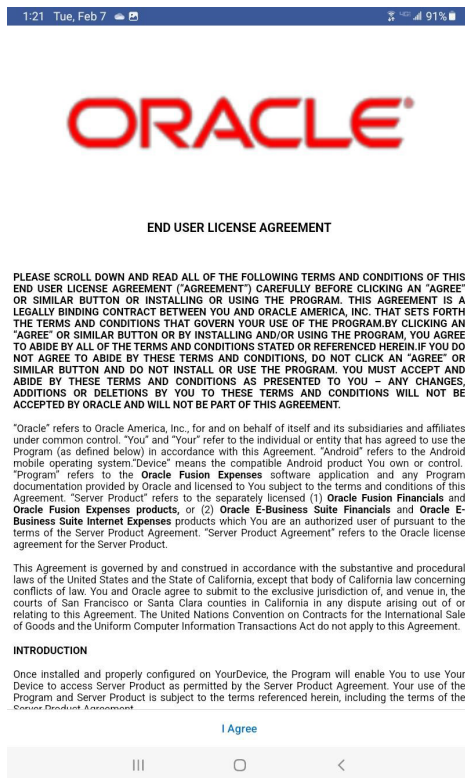 1:21 Tue, Feb 7 91%
ORACLE®
END USER LICENSE AGREEMENT
PLEASE SCROLL DOWN AND READ ALL OF THE FOLLOWING TERMS AND CONDITIONS OF THIS
END USER LICENSE AGREEMENT (“AGREEMENT”) CAREFULLY BEFORE CLICKING AN “AGREE”
OR SIMILAR BUTTON OR INSTALLING OR USING THE PROGRAM. THIS AGREEMENT IS A
LEGALLY BINDING CONTRACT BETWEEN YOU AND ORACLE AMERICA, INC. THAT SETS FORTH
THE TERMS AND CONDITIONS THAT GOVERN YOUR USE OF THE PROGRAM.BY CLICKING AN
“AGREE” OR SIMILAR BUTTON OR BY INSTALLING AND/OR USING THE PROGRAM, YOU AGREE
TO ABIDE BY ALL OF THE TERMS AND CONDITIONS STATED OR REFERENCED HEREIN.IF YOU DO
NOT AGREE TO ABIDE BY THESE TERMS AND CONDITIONS, DO NOT CLICK AN “AGREE” OR
SIMILAR BUTTON AND DO NOT INSTALL OR USE THE PROGRAM. YOU MUST ACCEPT AND
ABIDE BY THESE TERMS AND CONDITIONS AS PRESENTED TO YOU – ANY CHANGES,
ADDITIONS OR DELETIONS BY YOU TO THESE TERMS AND CONDITIONS WILL NOT BE
ACCEPTED BY ORACLE AND WILL NOT BE PART OF THIS AGREEMENT.
“Oracle” refers to Oracle America, Inc., for and on behalf of itself and its subsidiaries and affiliates
under common control. “You” and “Your” refer to the individual or entity that has agreed to use the
Program (as defined below) in accordance with this Agreement. “Android” refers to the Android
mobile operating system.“Device” means the compatible Android product You own or control.
“Program” refers to the Oracle Fusion Expenses software application and any Program
documentation provided by Oracle and licensed to You subject to the terms and conditions of this
Agreement. “Server Product” refers to the separately licensed (1) Oracle Fusion Financials and
Oracle Fusion Expenses products, or (2) Oracle E-Business Suite Financials and Oracle E-
Business Suite Internet Expenses products which You are an authorized user of pursuant to the
terms of the Server Product Agreement. “Server Product Agreement” refers to the Oracle license
agreement for the Server Product.
This Agreement is governed by and construed in accordance with the substantive and procedural
laws of the United States and the State of California, except that body of California law concerning
conflicts of law. You and Oracle agree to submit to the exclusive jurisdiction of, and venue in, the
courts of San Francisco or Santa Clara counties in California in any dispute arising out of or
relating to this Agreement. The United Nations Convention on Contracts for the International Sale
of Goods and the Uniform Computer Information Transactions Act do not apply to this Agreement.
INTRODUCTION
Once installed and properly configured on YourDevice, the Program will enable You to use Your
Device to access Server Product as permitted by the Server Product Agreement. Your use of the
Program and Server Product is subject to the terms referenced herein, including the terms of the
Server Product Agreement.
I Agree